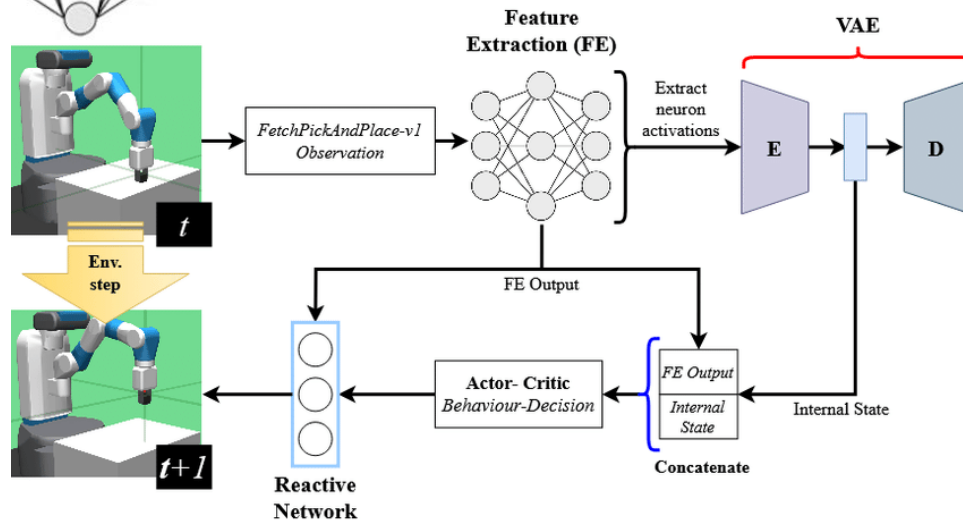 Feature
Extraction (FE)
VAE
FetchPickAndPlace-v1
Observation
Extract
neuron
activations
E
D
t
Env.
step
FE Output
Actor- Critic
Behaviour-Decision
FE Output
Internal
State
Internal State
Concatenate
t+1
Reactive
Network